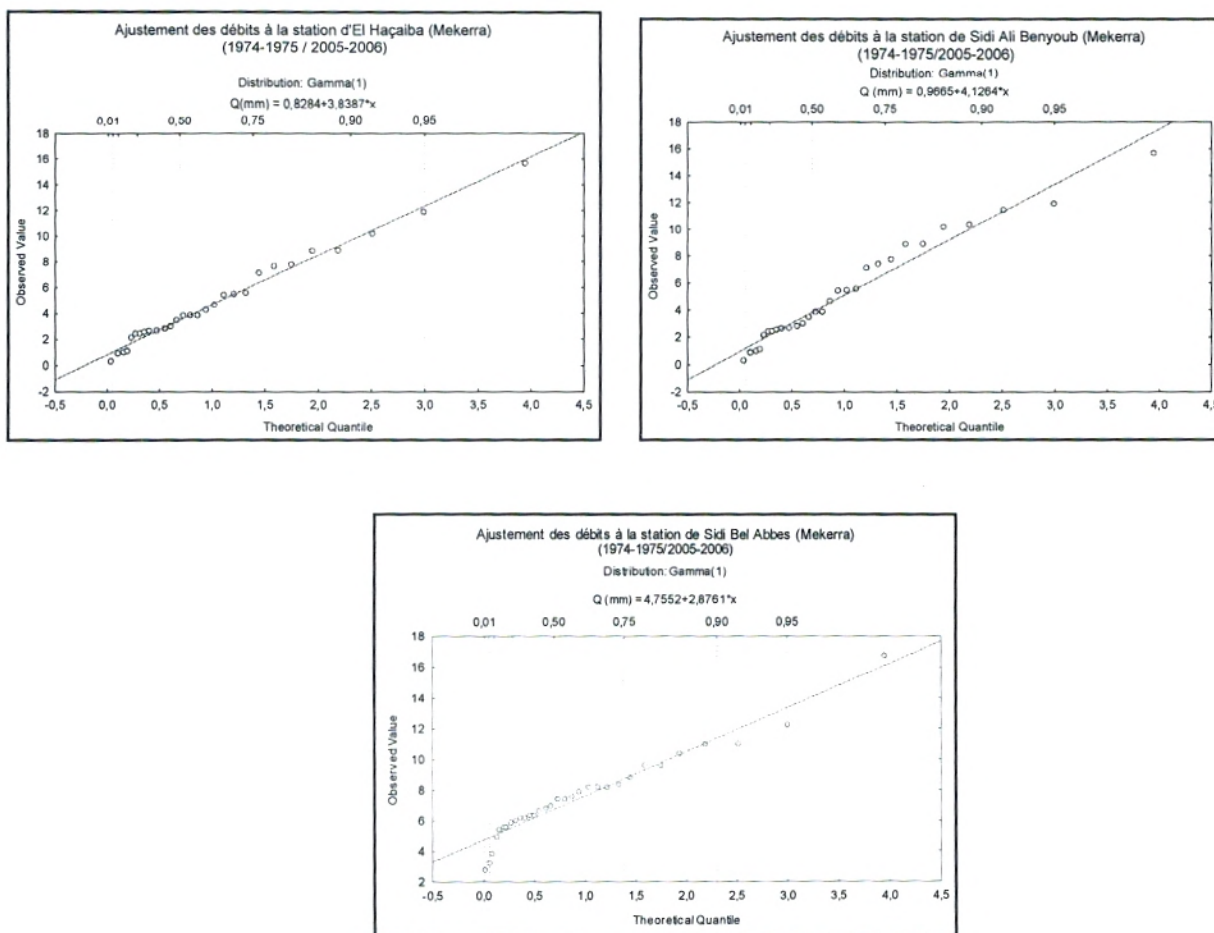 Ajustement des débits à la station d'El Haçaiba (Mekerra)
(1974-1975 / 2005-2006)
Distribution: Gamma(1)
Q(mm) = 0,8284+3,8387*x
0,01 0,50 0,75 0,90 0,95
18
16
14
12
10
8
6
4
2
0
-2
Observed Value
-0,5 0,0 0,5 1,0 1,5 2,0 2,5 3,0 3,5 4,0 4,5
Theoretical Quantile
Ajustement des débits à la station de Sidi Ali Benyoub (Mekerra)
(1974-1975/2005-2006)
Distribution: Gamma(1)
Q (mm) = 0,9665+4,1264*x
0,01 0,50 0,75 0,90 0,95
18
16
14
12
10
8
6
4
2
0
-2
Observed Value
-0,5 0,0 0,5 1,0 1,5 2,0 2,5 3,0 3,5 4,0 4,5
Theoretical Quantile
Ajustement des débits à la station de Sidi Bel Abbes (Mekerra)
(1974-1975/2005-2006)
Distribution: Gamma(1)
Q (mm) = 4,7552+2,8761*x
0,01 0,50 0,75 0,90 0,95
18
16
14
12
10
8
6
4
2
Observed Value
-0,5 0,0 0,5 1,0 1,5 2,0 2,5 3,0 3,5 4,0 4,5
Theoretical Quantile